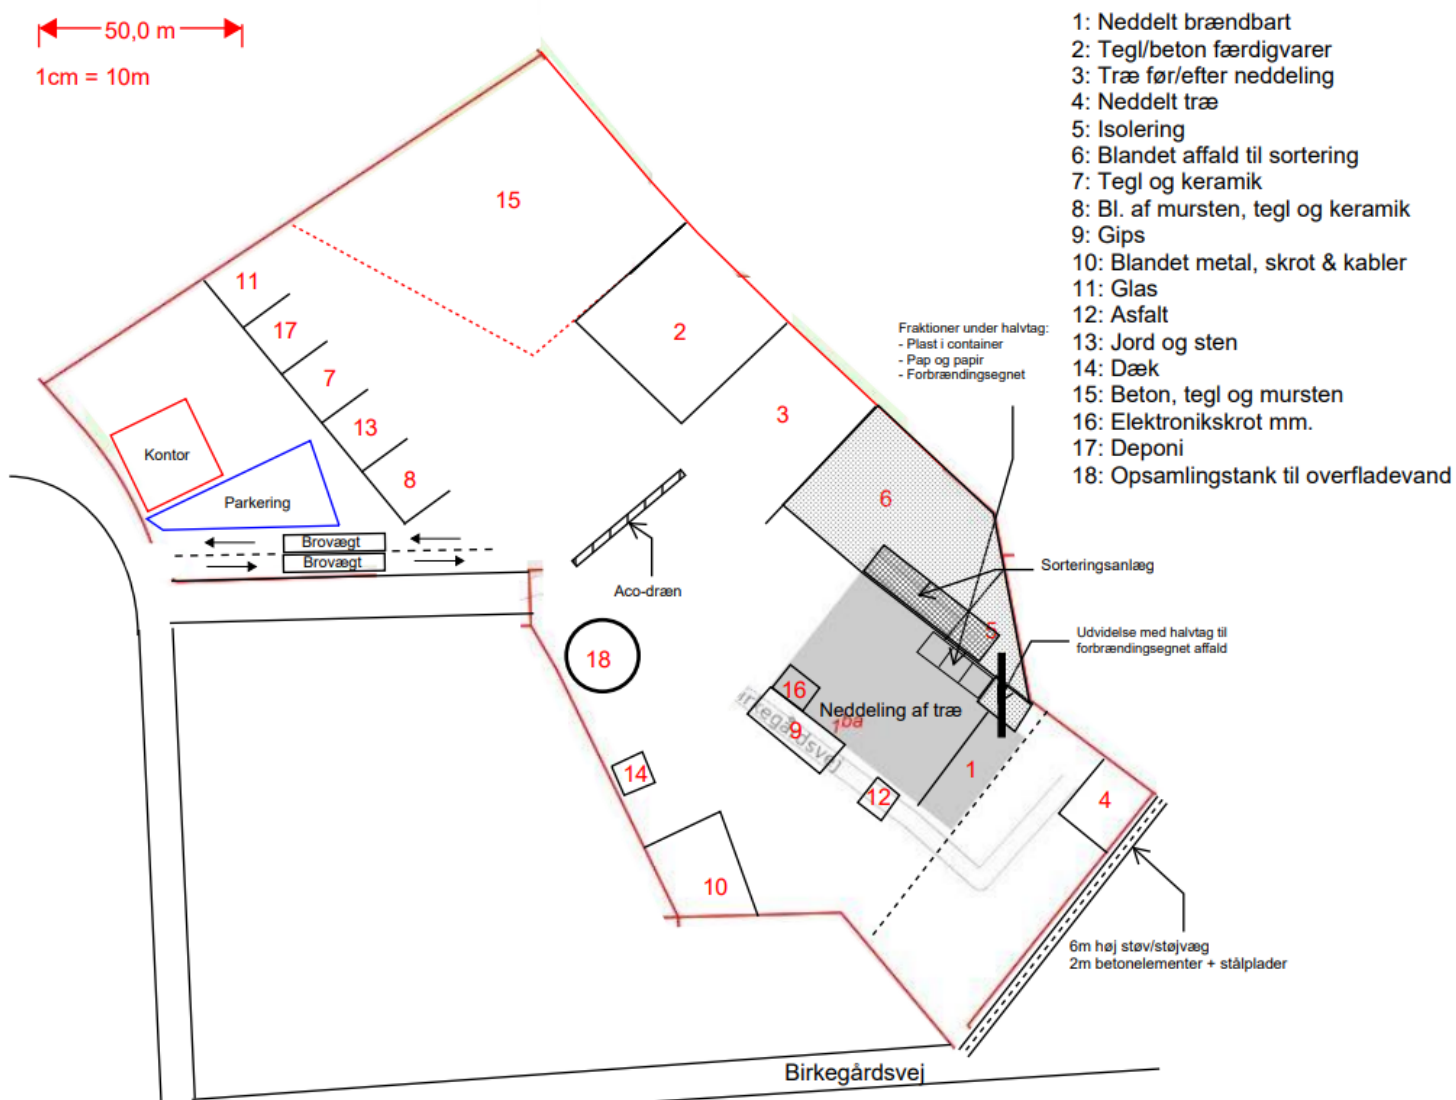 50,0 m
1cm = 10m
1: Neddelt brændbart
2: Tegl/beton færdigvarer
3: Træ før/efter neddeling
4: Neddelt træ
5: Isolering
6: Blandet affald til sortering
7: Tegl og keramik
8: Bl. af mursten, tegl og keramik
9: Gips
10: Blandet metal, skrot & kabler
11: Glas
12: Asfalt
13: Jord og sten
14: Dæk
15: Beton, tegl og mursten
16: Elektronikskrot mm.
17: Deponi
18: Opsamlingstank til overfladevand
15
11
17
2
7
13
8
3
Fraktioner under halvtag:
- Plast i container
- Pap og papir
- Forbrændingsegnet
Kontor
Parkering
Brovægt
Brovægt
6
Aco-dræn
Sorteringsanlæg
5
Udvidelse med halvtag til
forbrændingsegnet affald
18
16
Neddeling af træ
1ba
9
irkegårdsvej
14
12
1
4
10
6m høj støv/støjvæg
2m betonelementer + stålplader
Birkegårdsvej